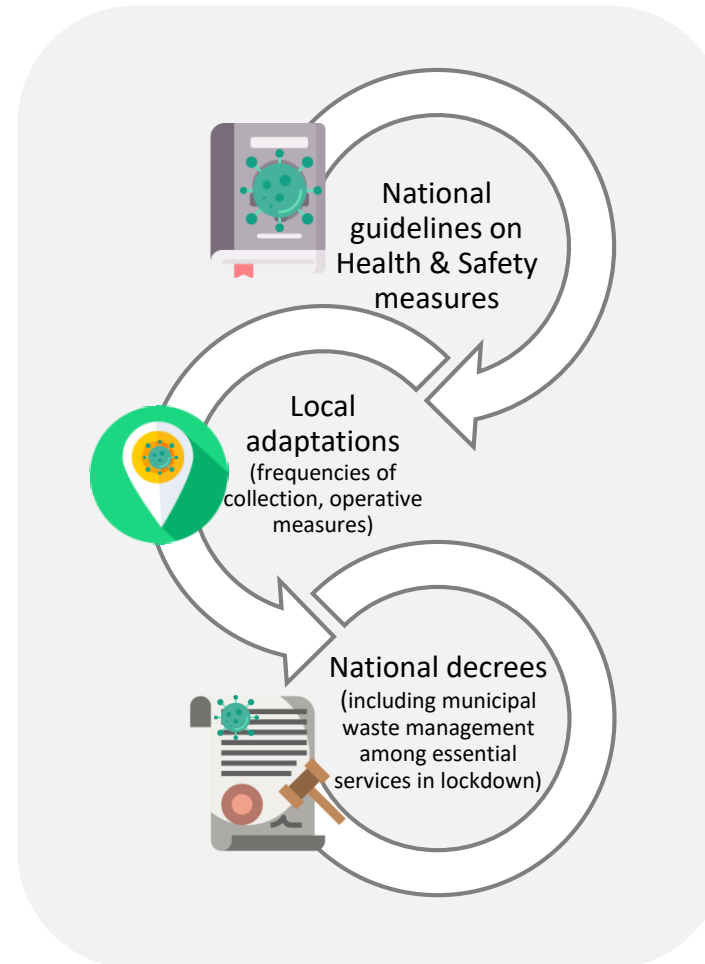 National
guidelines on
Health & Safety
measures
Local
adaptations
(frequencies of
collection, operative
measures)
National decrees
(including municipal
waste management
among essential
services in lockdown)